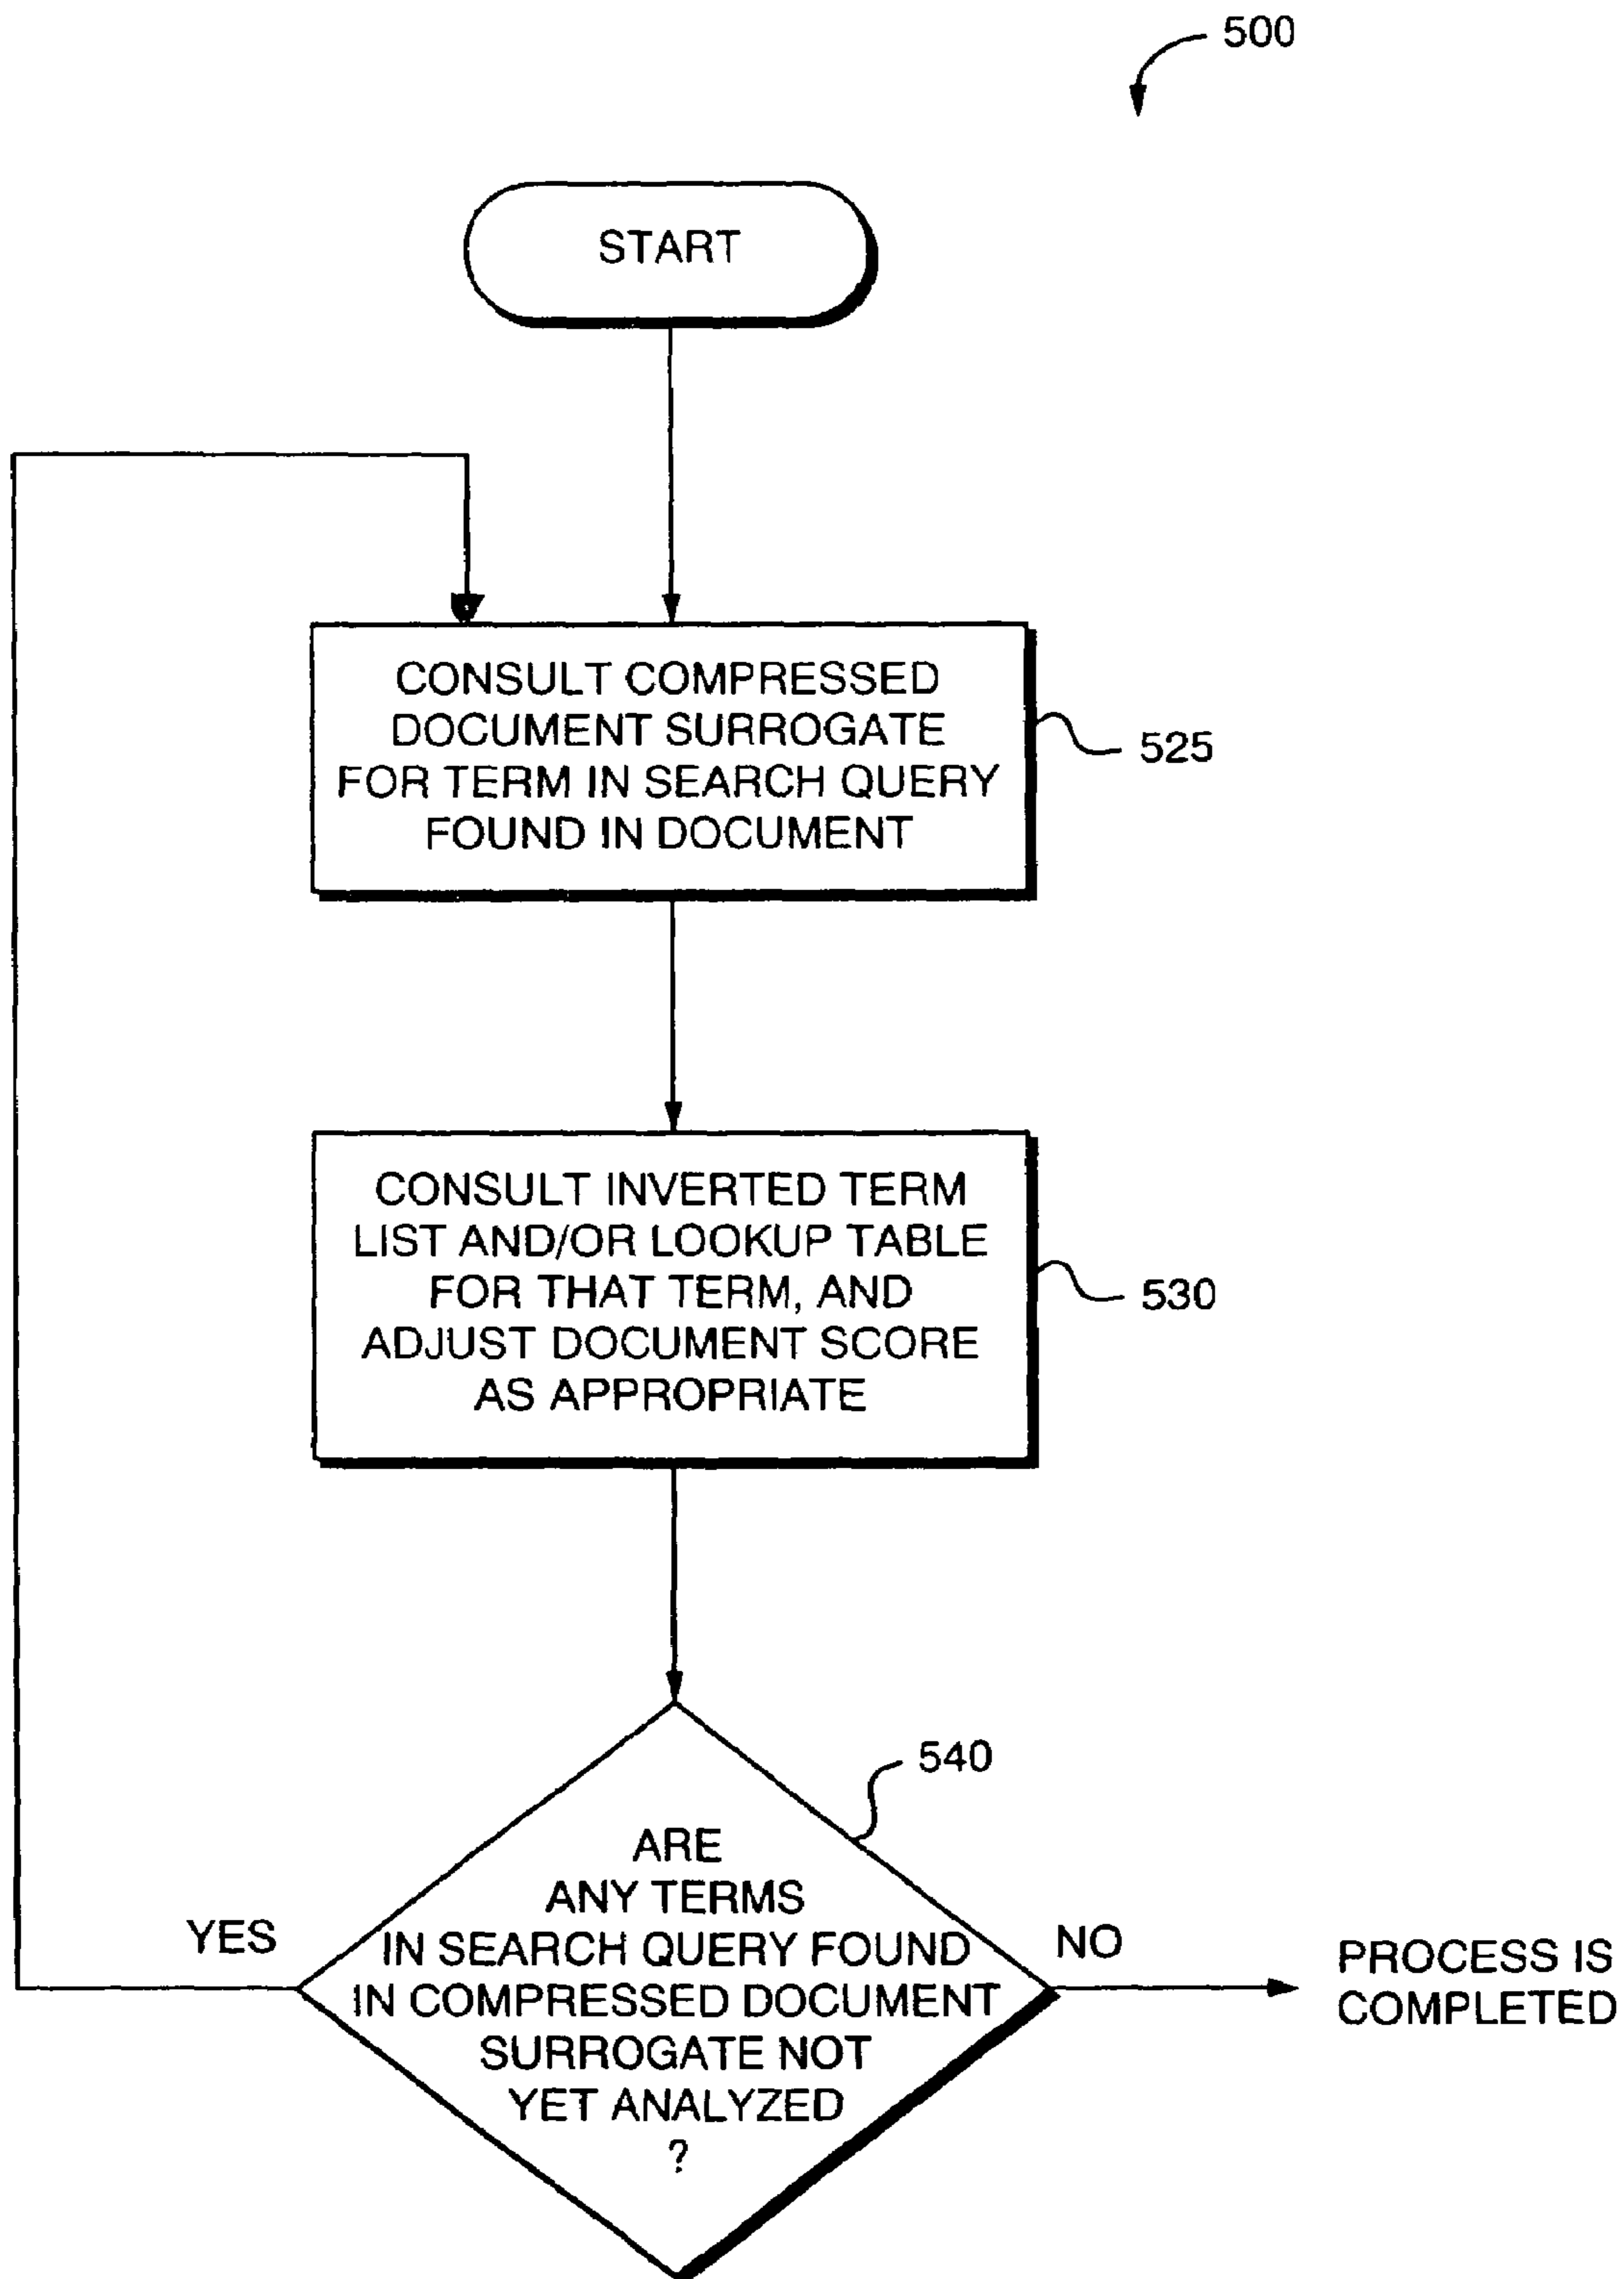 500
START
CONSULT COMPRESSED
DOCUMENT SURROGATE
FOR TERM IN SEARCH QUERY
FOUND IN DOCUMENT
525
CONSULT INVERTED TERM
LIST AND/OR LOOKUP TABLE
FOR THAT TERM, AND
ADJUST DOCUMENT SCORE
AS APPROPRIATE
530
540
ARE
ANY TERMS
IN SEARCH QUERY FOUND
IN COMPRESSED DOCUMENT
SURROGATE NOT
YET ANALYZED
?
YES
NO
PROCESS IS
COMPLETED